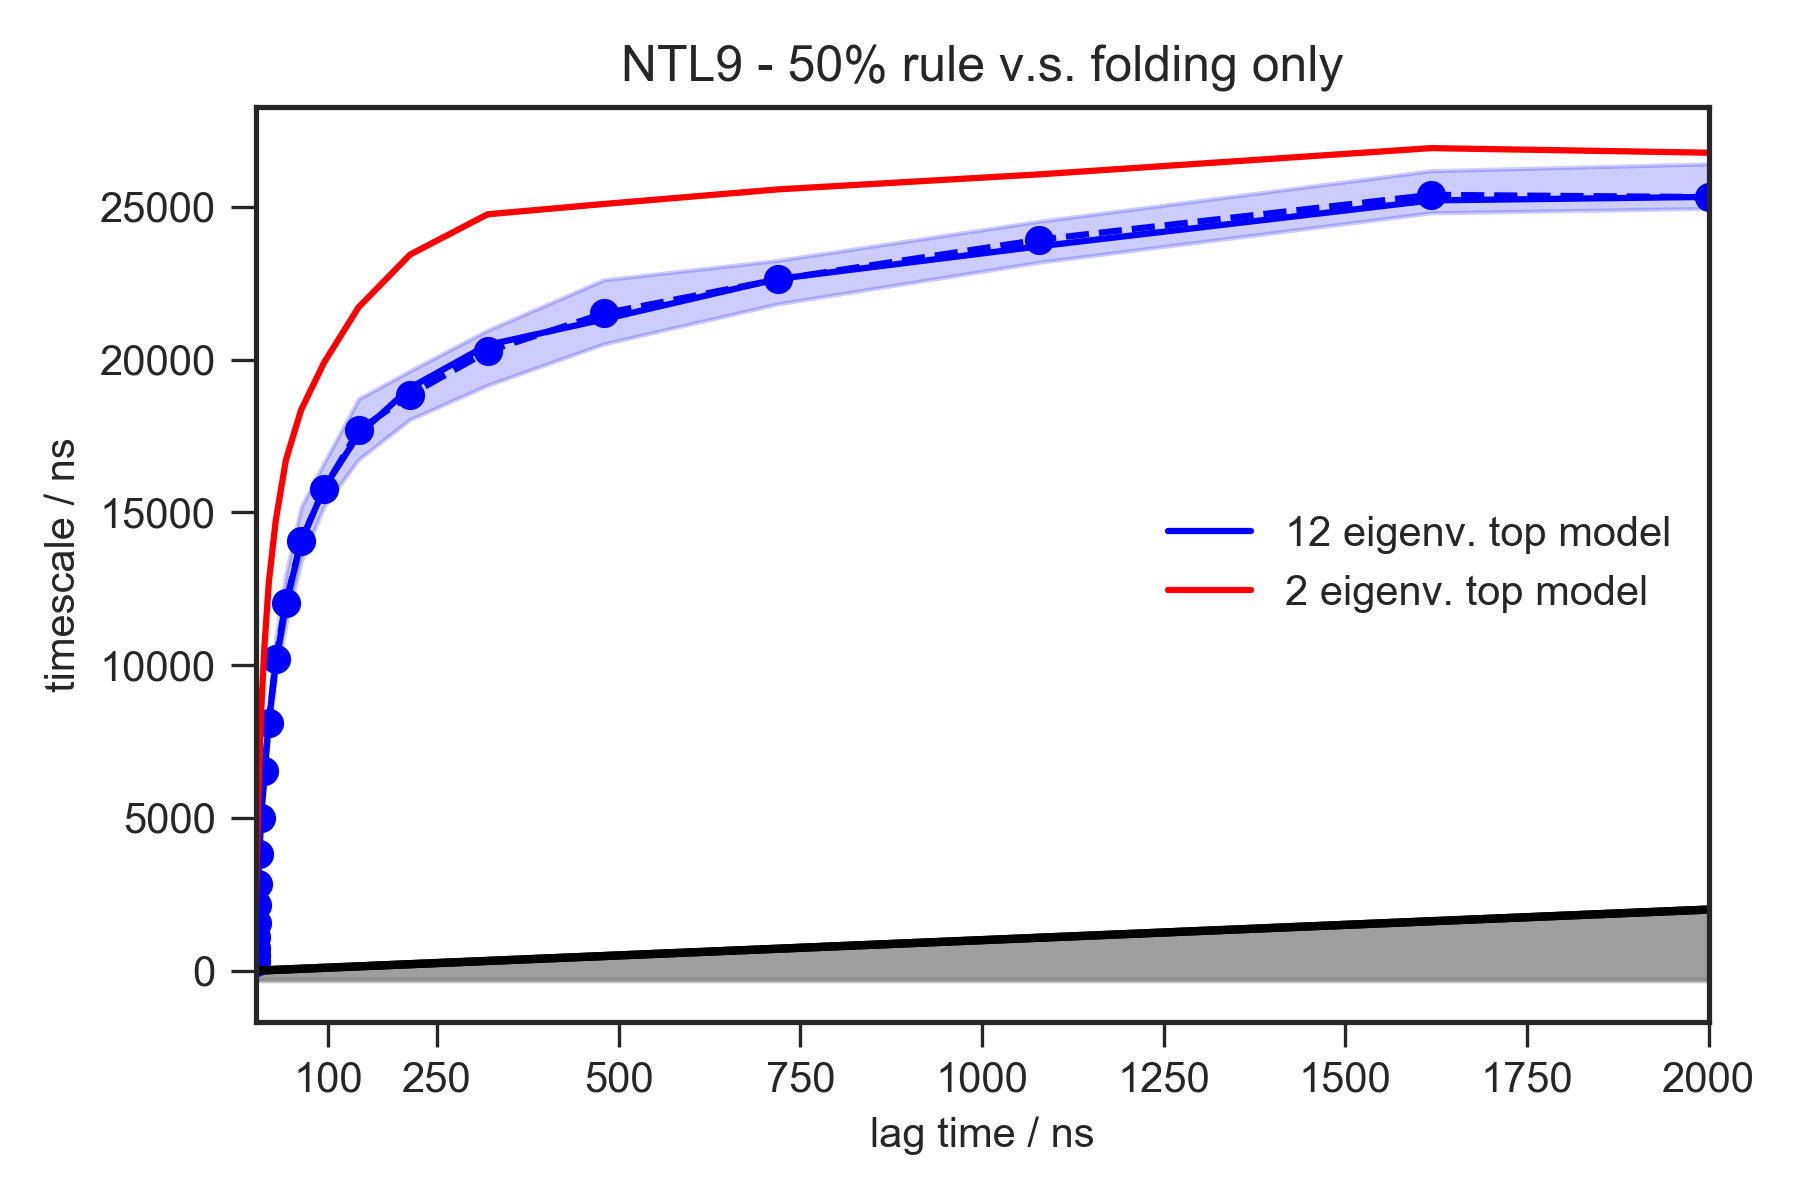 NTL9 - 50% rule v.s. folding only
timescale / ns
25000
20000
15000
10000
5000
0
12 eigenv. top model
2 eigenv. top model
100 250 500 750 1000 1250 1500 1750 2000
lag time / ns